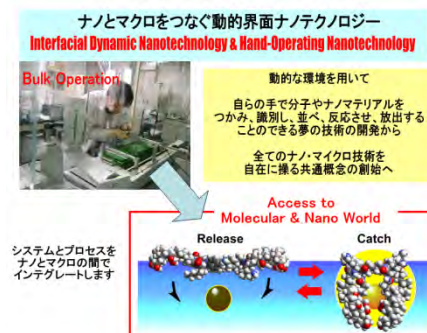 ナノとマクロをつなぐ動的界面ナノテクノロジー
Interfacial Dynamic Nanotechnology & Hand-Operating Nanotechnology
Bulk Operation
動的な環境を用いて
自らの手で分子やナノマテリアルを
つかみ、識別し、並べ、反応させ、放出する
ことのできる夢の技術の開発から
全てのナノ・マイクロ技術を
自在に操る共通概念の創始へ
Access to
Molecular & Nano World
システムとプロセスを
ナノとマクロの間で
インテグレートします
Release
Catch